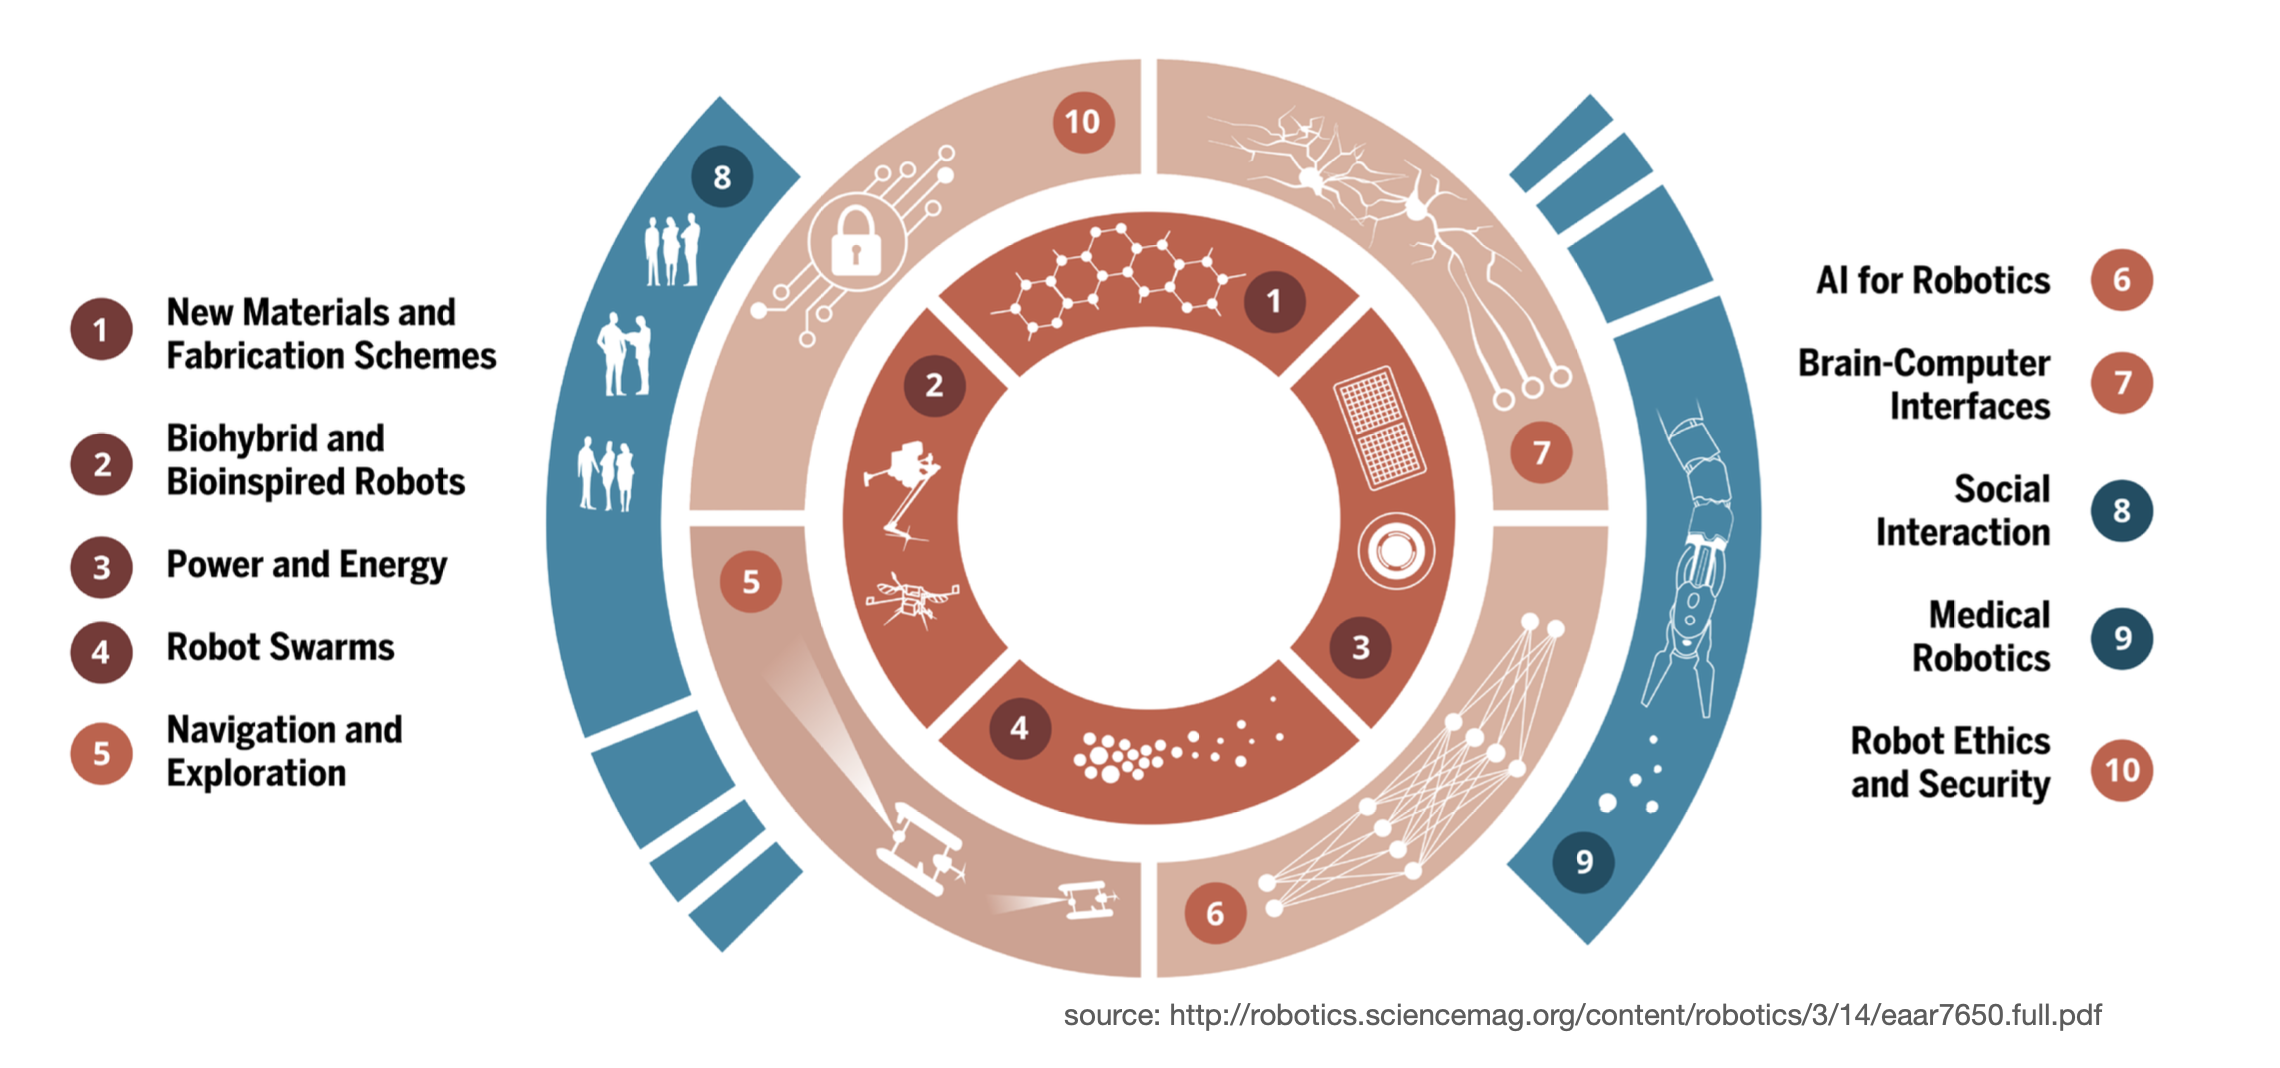 1
New Materials and
Fabrication Schemes
2
Biohybrid and
Bioinspired Robots
3
Power and Energy
4
Robot Swarms
5
Navigation and
Exploration
8
10
7
1
2
3
4
5
6
9
AI for Robotics
6
Brain-Computer
Interfaces
7
Social
Interaction
8
Medical
Robotics
9
Robot Ethics
and Security
10
source: http://robotics.sciencemag.org/content/robotics/3/14/eaar7650.full.pdf